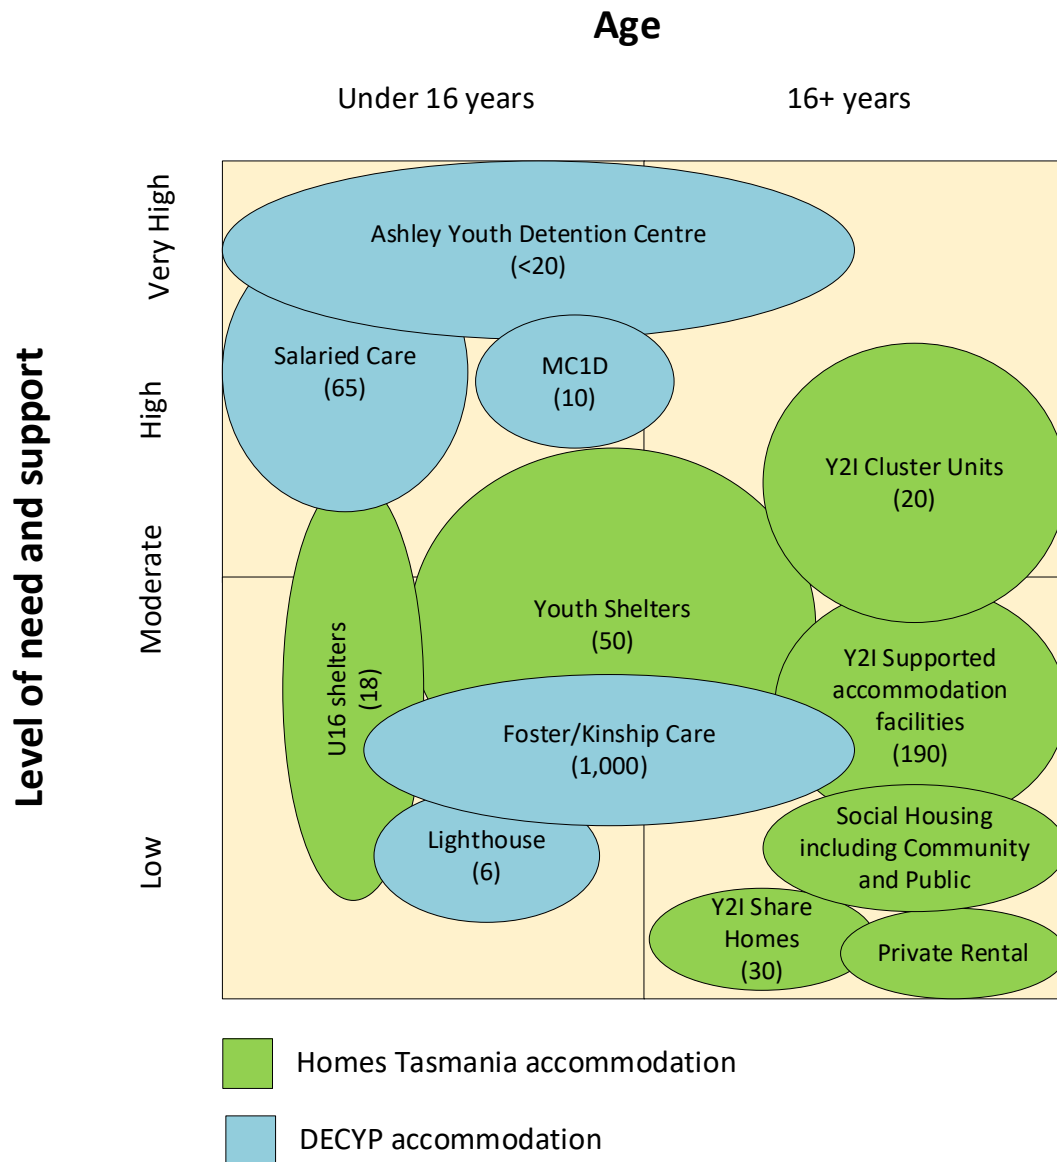 Age
Under 16 years
16+ years
Level of need and support
Very High
High
Moderate
Low
Ashley Youth Detention Centre
(<20)
Salaried Care
(65)
MC1D
(10)
Y2I Cluster Units
(20)
Youth Shelters
(50)
U16 shelters
(18)
Y2I Supported
accommodation
facilities
(190)
Foster/Kinship Care
(1,000)
Lighthouse
(6)
Social Housing
including Community
and Public
Y2I Share
Homes
(30)
Private Rental
Homes Tasmania accommodation
DECYP accommodation